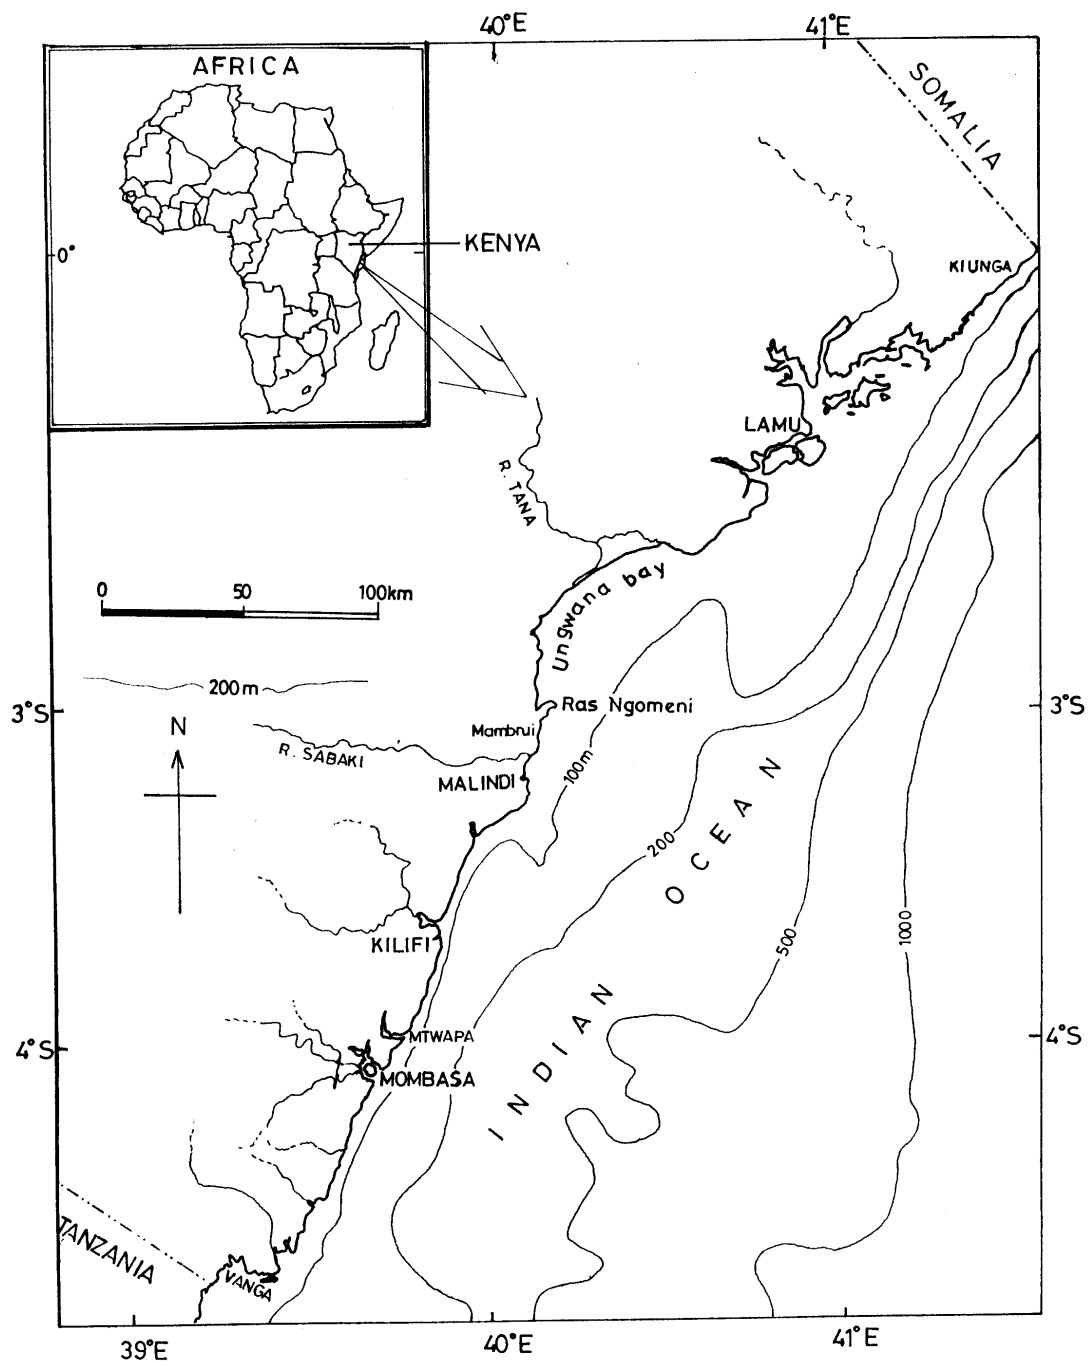 40°E
41°E
AFRICA
SOMALIA
KENYA
0°
KIUNGA
LAMU
R. TANA
0 50 100km
Ungwana bay
200m
3°S
3°S
Ras Ngomeni
N
Mambrui
R. SABAKI
MALINDI
100m
200
INDIAN OCEAN
500
1000
KILIFI
MTWAPA
4°S
4°S
MOMBASA
TANZANIA
VANGA
39°E
40°E
41°E